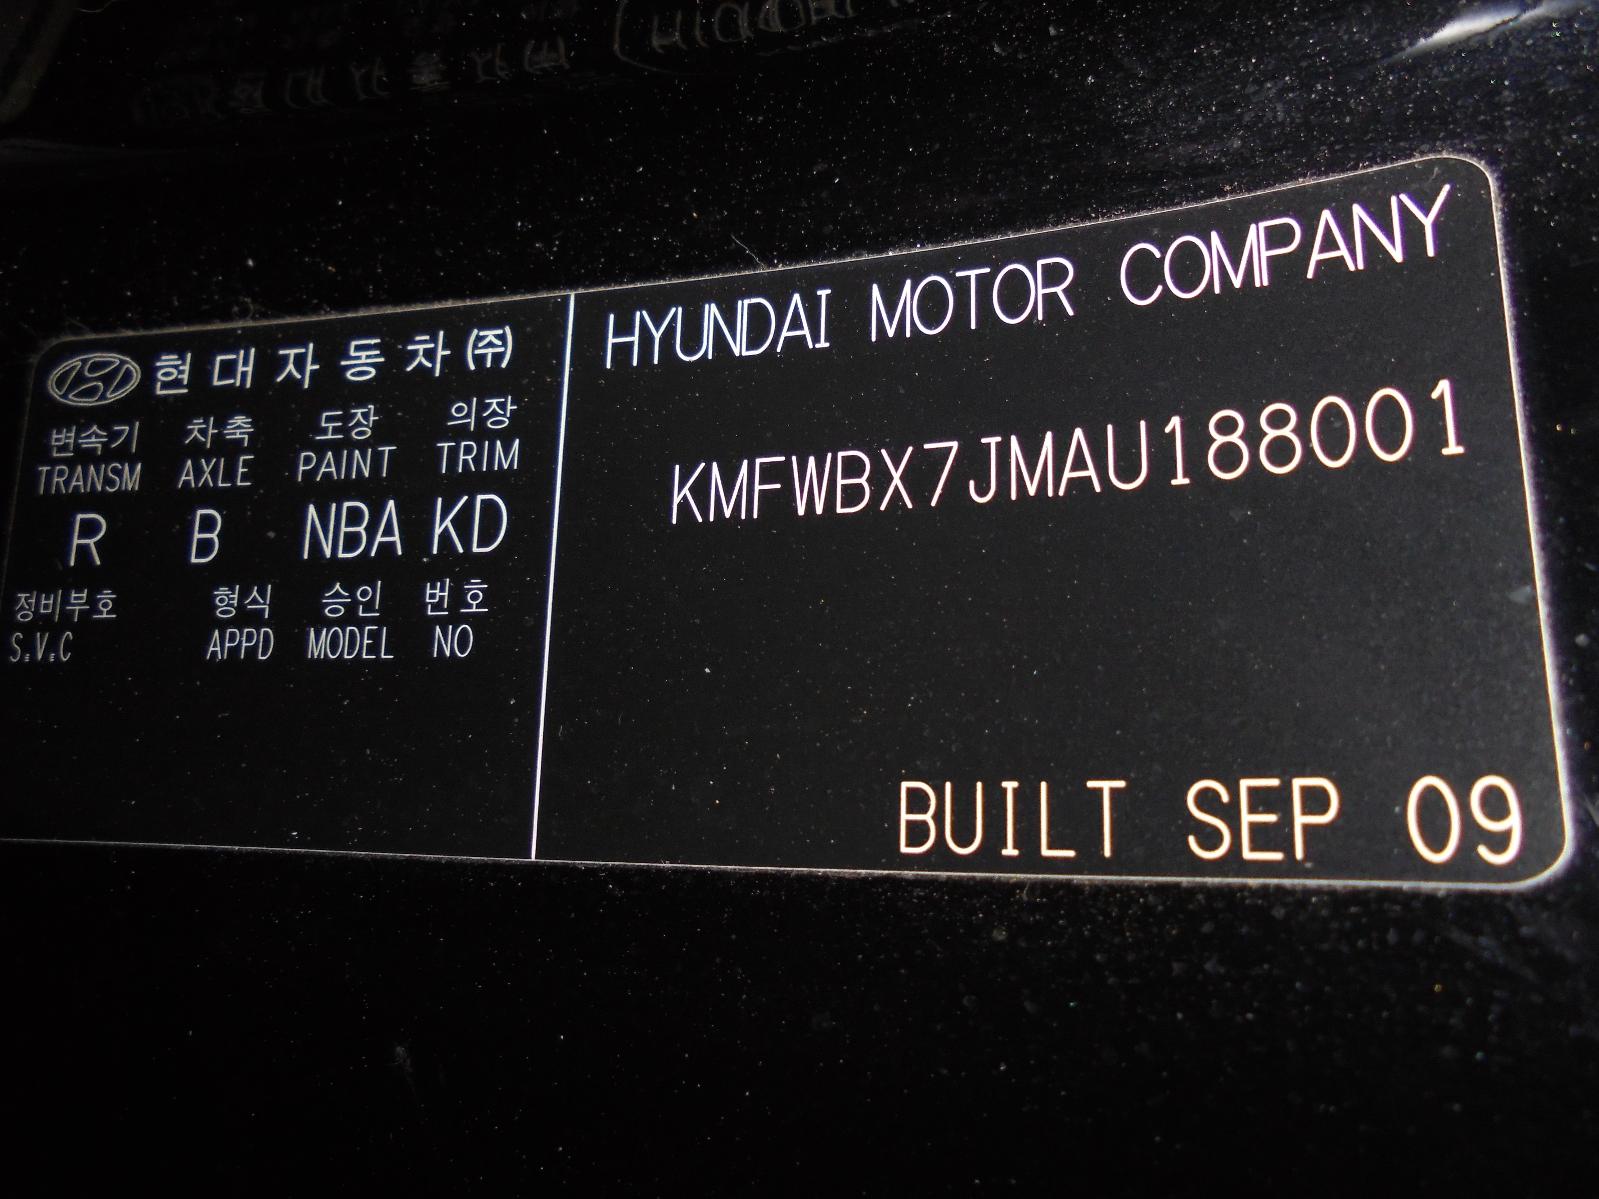 현대자동차(주)
변속기 차축 도장 의장
TRANSM AXLE PAINT TRIM
R B NBA KD
정비부호 형식 승인 번호
S.V.C APPD MODEL NO
HYUNDAI MOTOR COMPANY
KMFWBX7JMAU188001
BUILT SEP 09